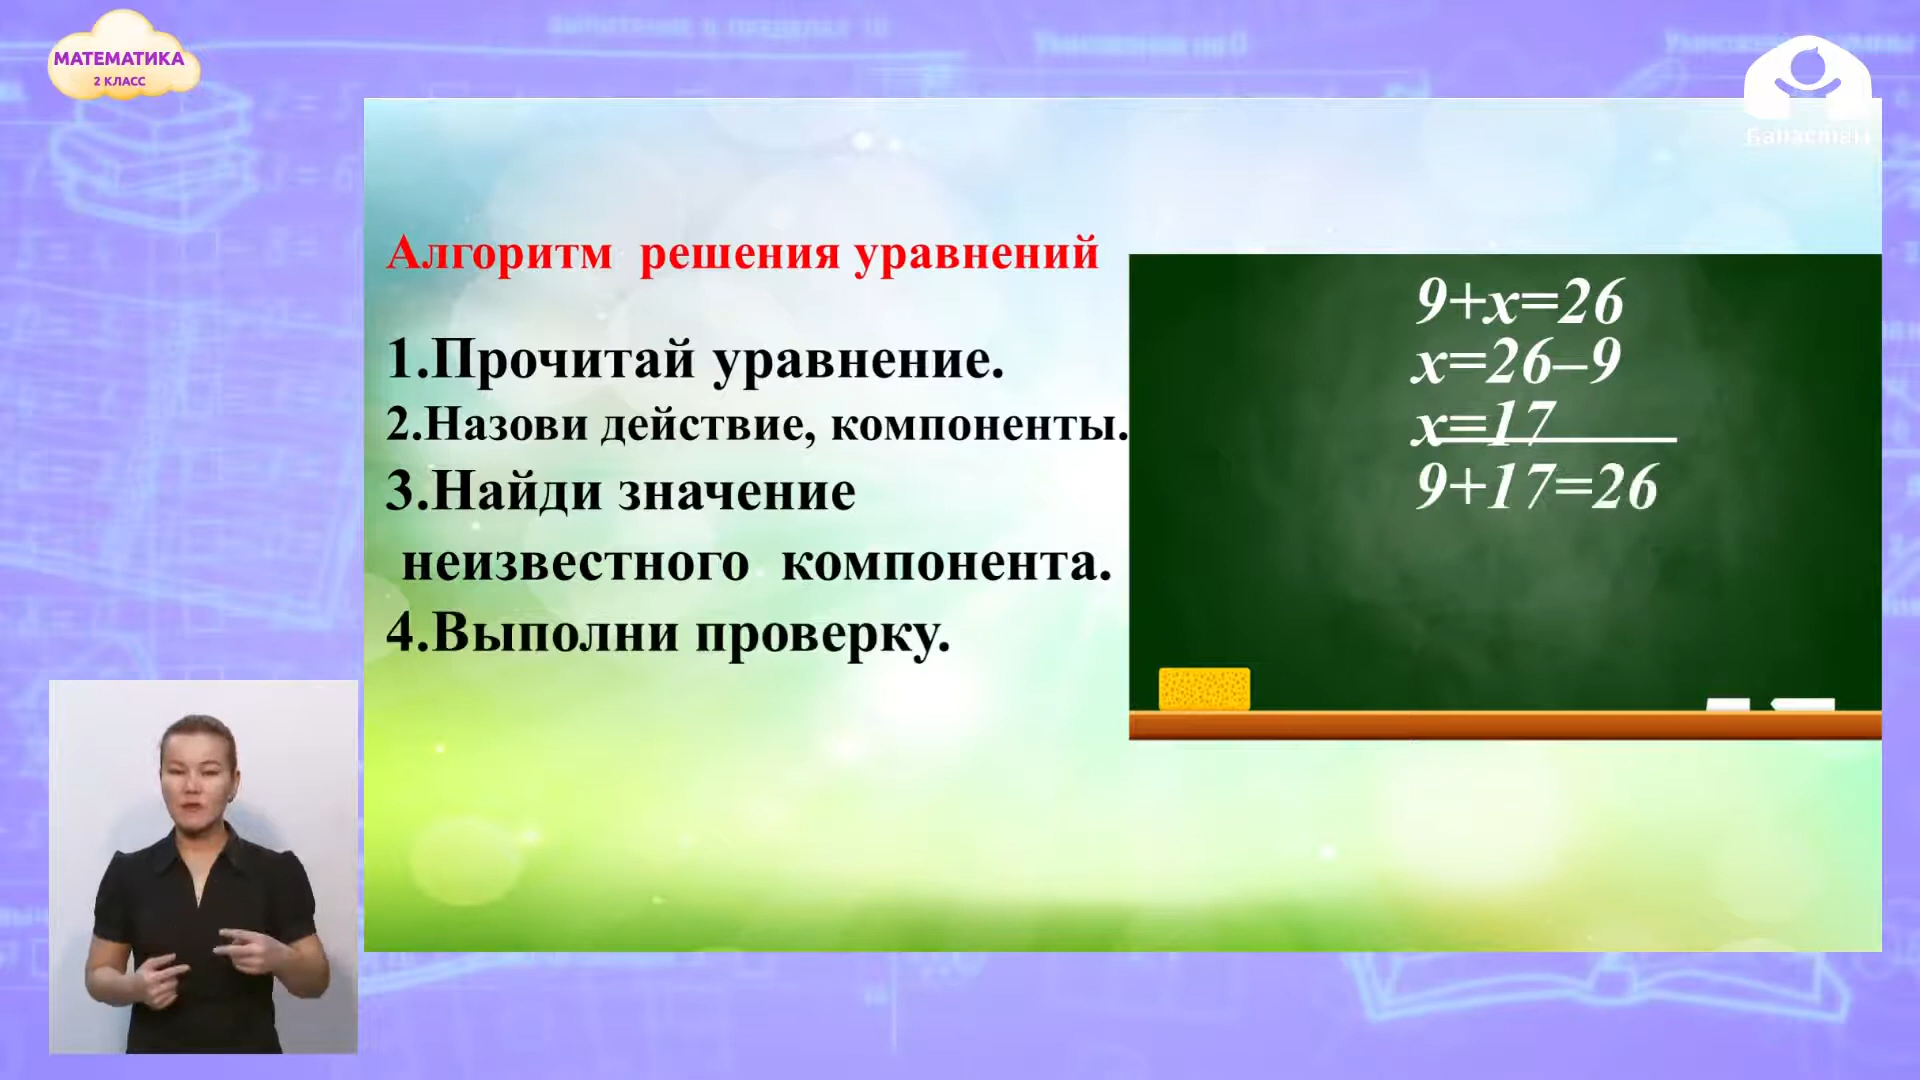 МАТЕМАТИКА
2 КЛАСС
Баластан
Алгоритм решения уравнений
1.Прочитай уравнение.
2.Назови действие, компоненты.
3.Найди значение
неизвестного компонента.
4.Выполни проверку.
9+x=26
x=26–9
x=17
9+17=26